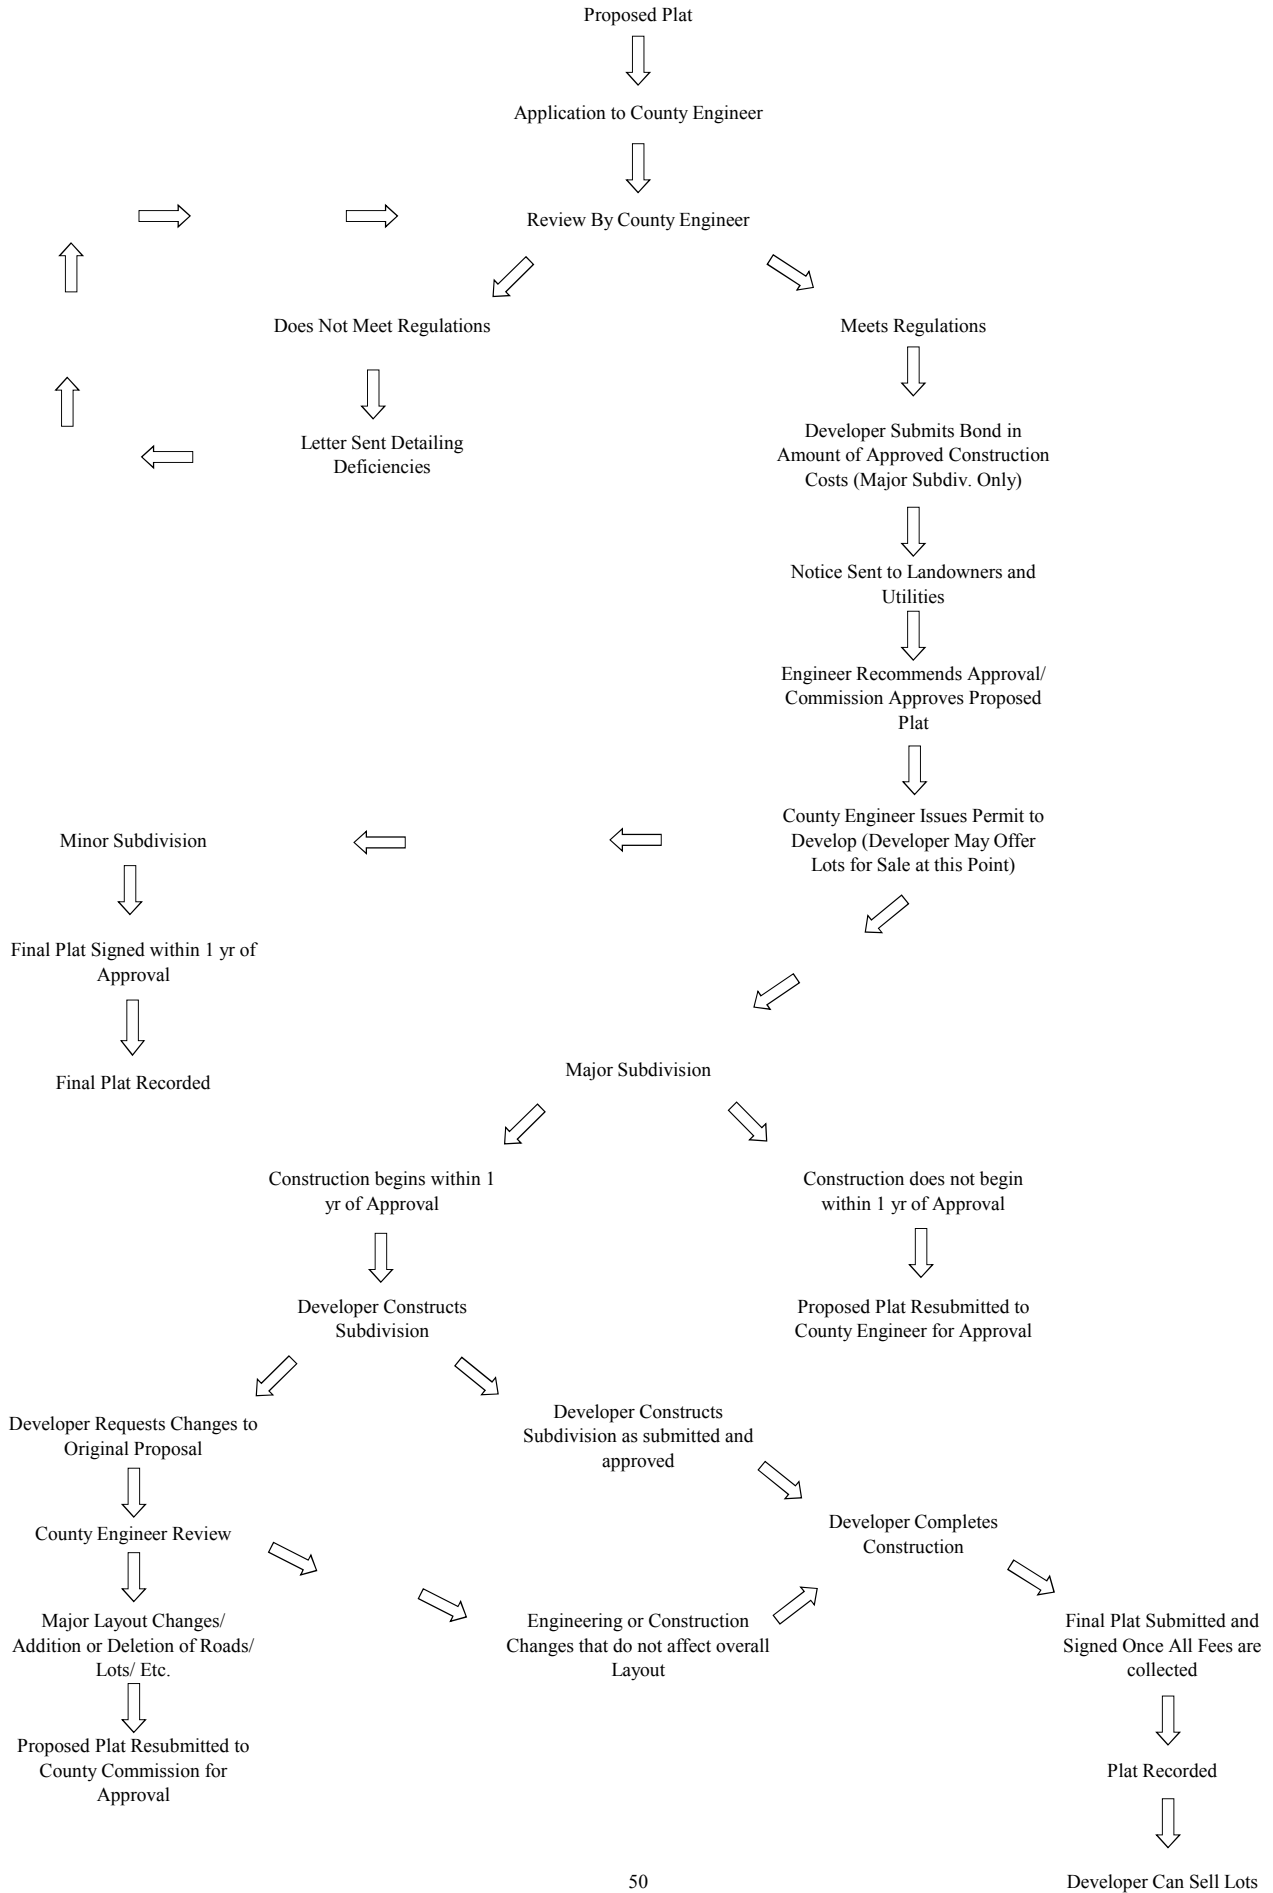 Proposed Plat
Application to County Engineer
Review By County Engineer
Does Not Meet Regulations
Meets Regulations
Letter Sent Detailing
Deficiencies
Developer Submits Bond in
Amount of Approved Construction
Costs (Major Subdiv. Only)
Notice Sent to Landowners and
Utilities
Engineer Recommends Approval/
Commission Approves Proposed
Plat
County Engineer Issues Permit to
Develop (Developer May Offer
Lots for Sale at this Point)
Minor Subdivision
Final Plat Signed within 1 yr of
Approval
Final Plat Recorded
Major Subdivision
Construction begins within 1
yr of Approval
Construction does not begin
within 1 yr of Approval
Developer Constructs
Subdivision
Proposed Plat Resubmitted to
County Engineer for Approval
Developer Requests Changes to
Original Proposal
Developer Constructs
Subdivision as submitted and
approved
County Engineer Review
Developer Completes
Construction
Major Layout Changes/
Addition or Deletion of Roads/
Lots/ Etc.
Engineering or Construction
Changes that do not affect overall
Layout
Final Plat Submitted and
Signed Once All Fees are
collected
Proposed Plat Resubmitted to
County Commission for
Approval
Plat Recorded
Developer Can Sell Lots
50